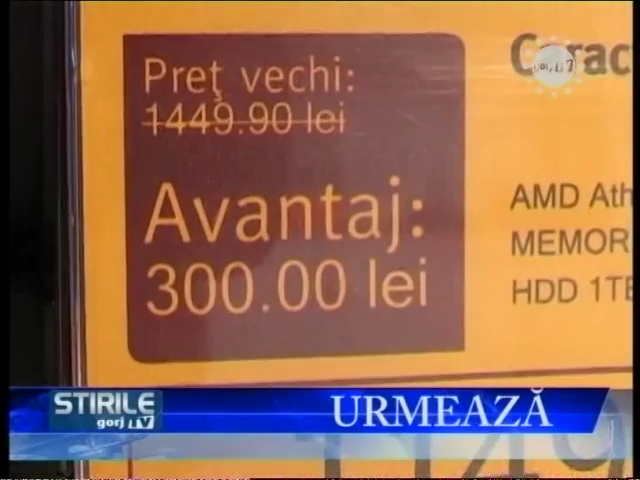 Preţ vechi:
1449.90 lei
Avantaj:
300.00 lei
AMD Ath
MEMOR
HDD 1TB
STIRILE
gorj TV
URMEAZĂ